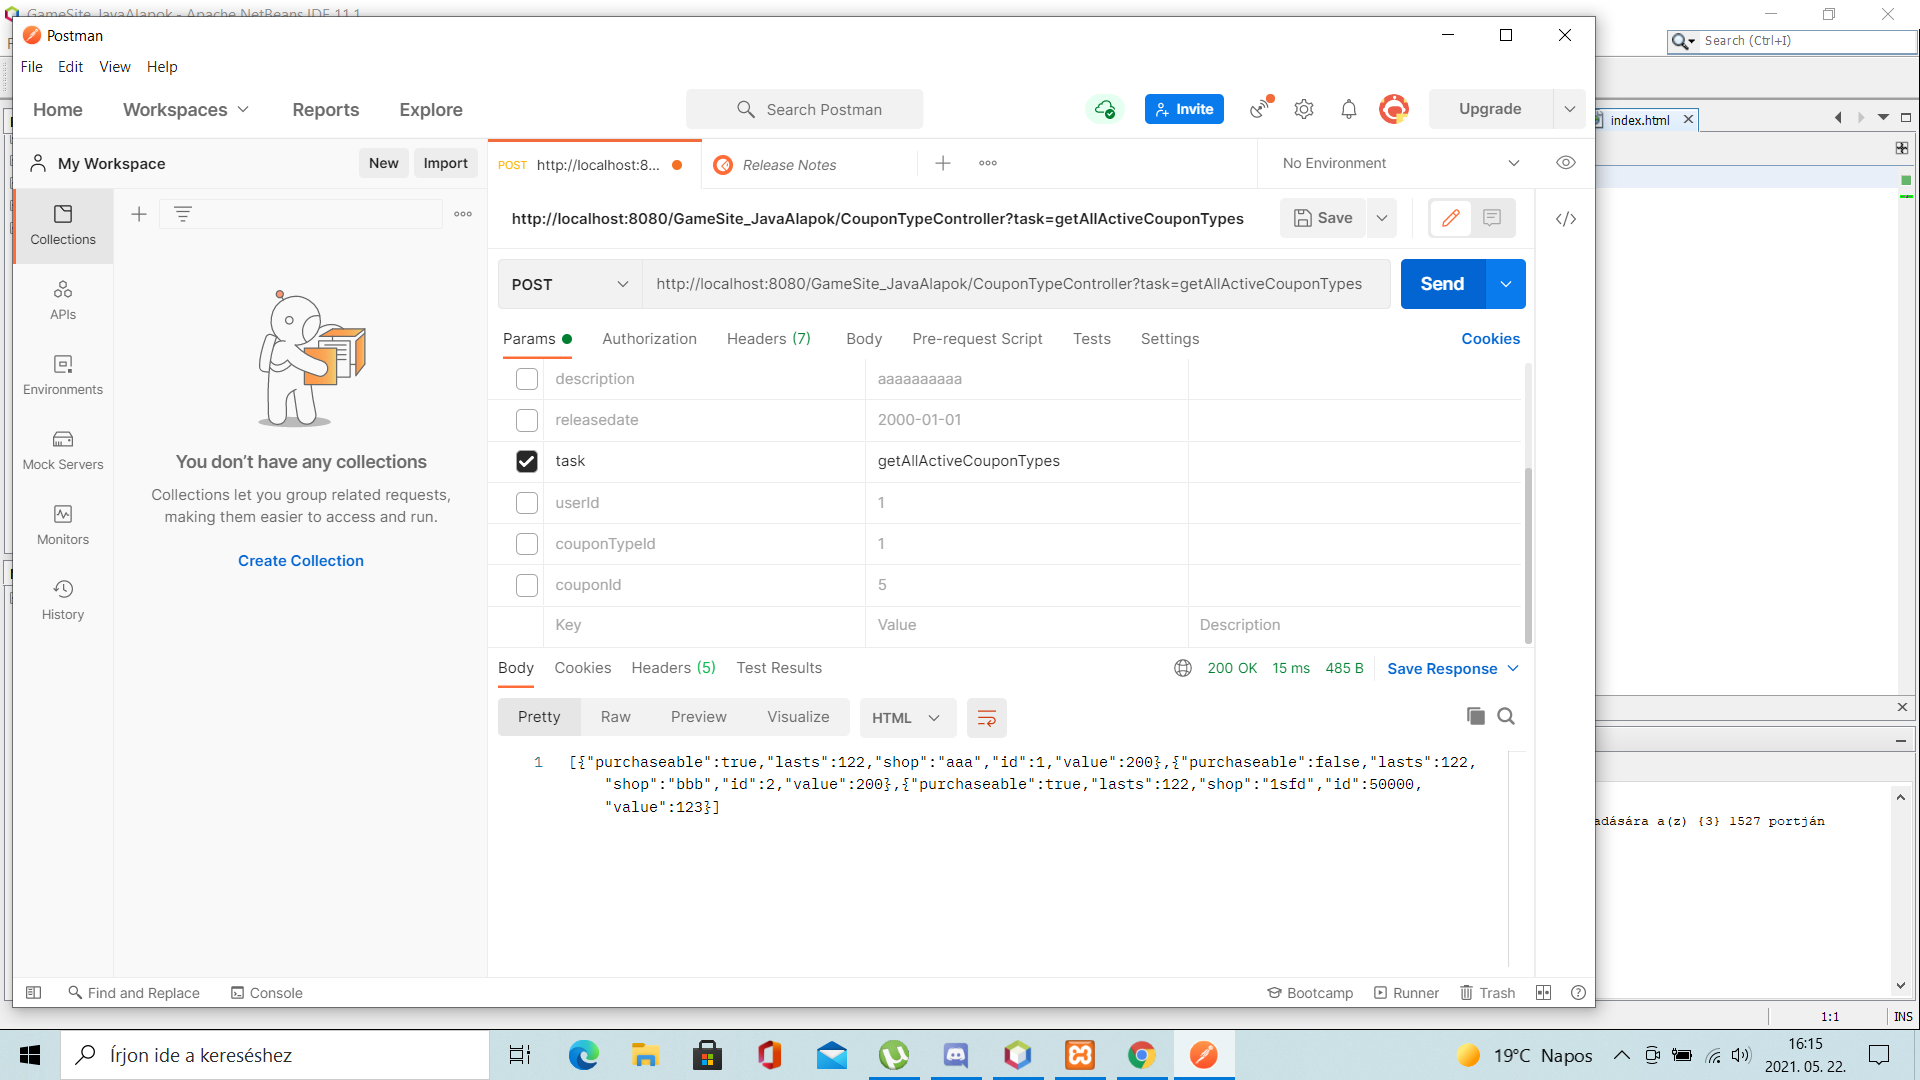 GameSite_JavaAlapok - Apache NetBeans IDE 11.1
Search (Ctrl+I)
Postman
File Edit View Help
Home Workspaces Reports Explore
Search Postman
Invite
Upgrade
index.html
My Workspace
New Import
POST http://localhost:8...
Release Notes
No Environment
http://localhost:8080/GameSite_JavaAlapok/CouponTypeController?task=getAllActiveCouponTypes
Save
Collections
APIs
Environments
Mock Servers
Monitors
History
You don't have any collections
Collections let you group related requests,
making them easier to access and run.
Create Collection
POST http://localhost:8080/GameSite_JavaAlapok/CouponTypeController?task=getAllActiveCouponTypes
Send
Params Authorization Headers (7) Body Pre-request Script Tests Settings Cookies
description aaaaaaaaaa
releasedate 2000-01-01
task getAllActiveCouponTypes
userId 1
couponTypeId 1
couponId 5
Key Value Description
Body Cookies Headers (5) Test Results
200 OK 15 ms 485 B Save Response
Pretty Raw Preview Visualize HTML
1 [{"purchaseable":true,"lasts":122,"shop":"aaa","id":1,"value":200},{"purchaseable":false,"lasts":122,
"shop":"bbb","id":2,"value":200},{"purchaseable":true,"lasts":122,"shop":"1sfd","id":50000,
"value":123}]
adására a(z) {3} 1527 portján
Find and Replace Console
Bootcamp Runner Trash
1:1 INS
Írjon ide a kereséshez
19°C Napos
16:15
2021. 05. 22.